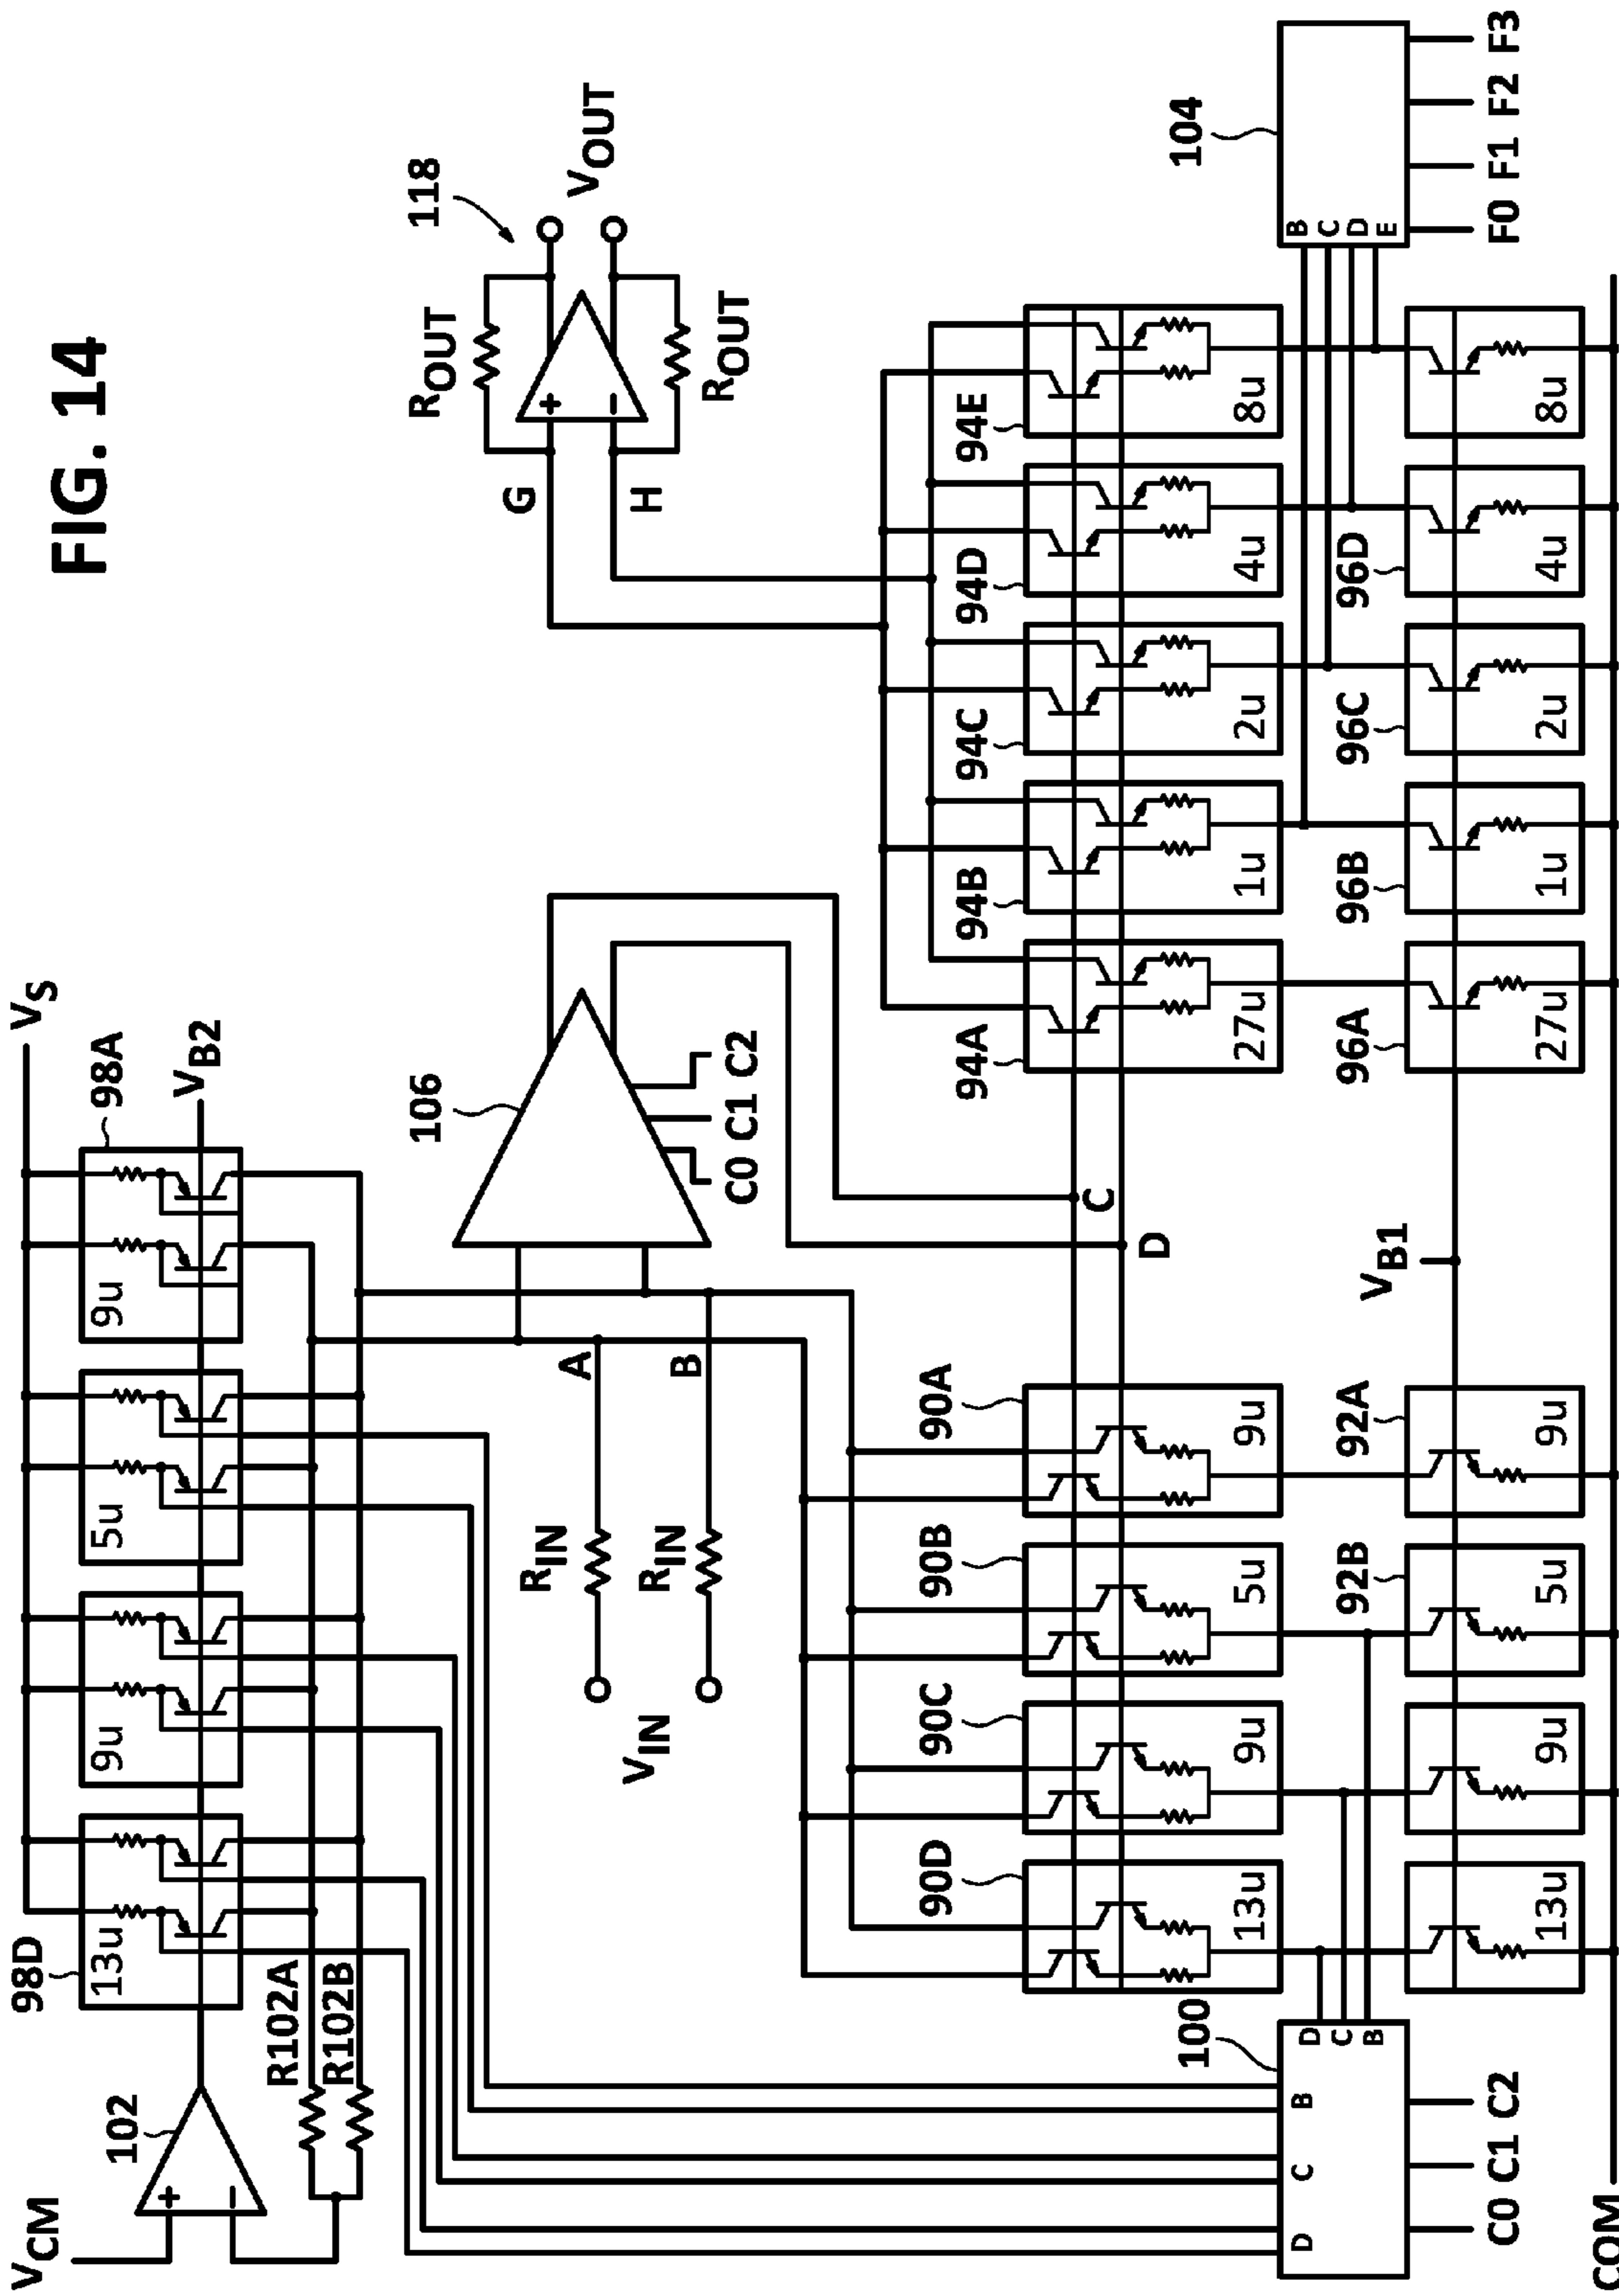 FIG. 14
VCM
102
98D
13u
9u
5u
9u
98A
VS
VB2
R102A
R102B
+
−
VIN
RIN
RIN
A
B
106
C0 C1 C2
C
D
118
ROUT
ROUT
+
−
G
H
VOUT
90D
90C
90B
90A
13u
9u
5u
9u
94A
94B
94C
94D
94E
27u
1u
2u
4u
8u
100
D
C
B
D
C
B
C0 C1 C2
92B
92A
13u
9u
5u
9u
VB1
96A
96B
96C
96D
27u
1u
2u
4u
8u
104
B
C
D
E
F0 F1 F2 F3
COM